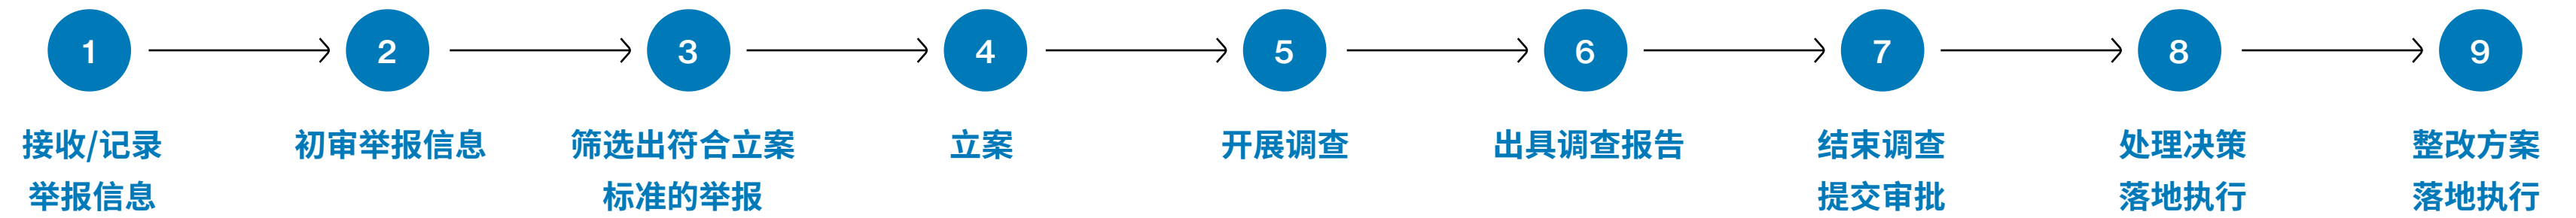 1
2
3
4
5
6
7
8
9
接收/记录
举报信息
初审举报信息
筛选出符合立案
标准的举报
立案
开展调查
出具调查报告
结束调查
提交审批
处理决策
落地执行
整改方案
落地执行